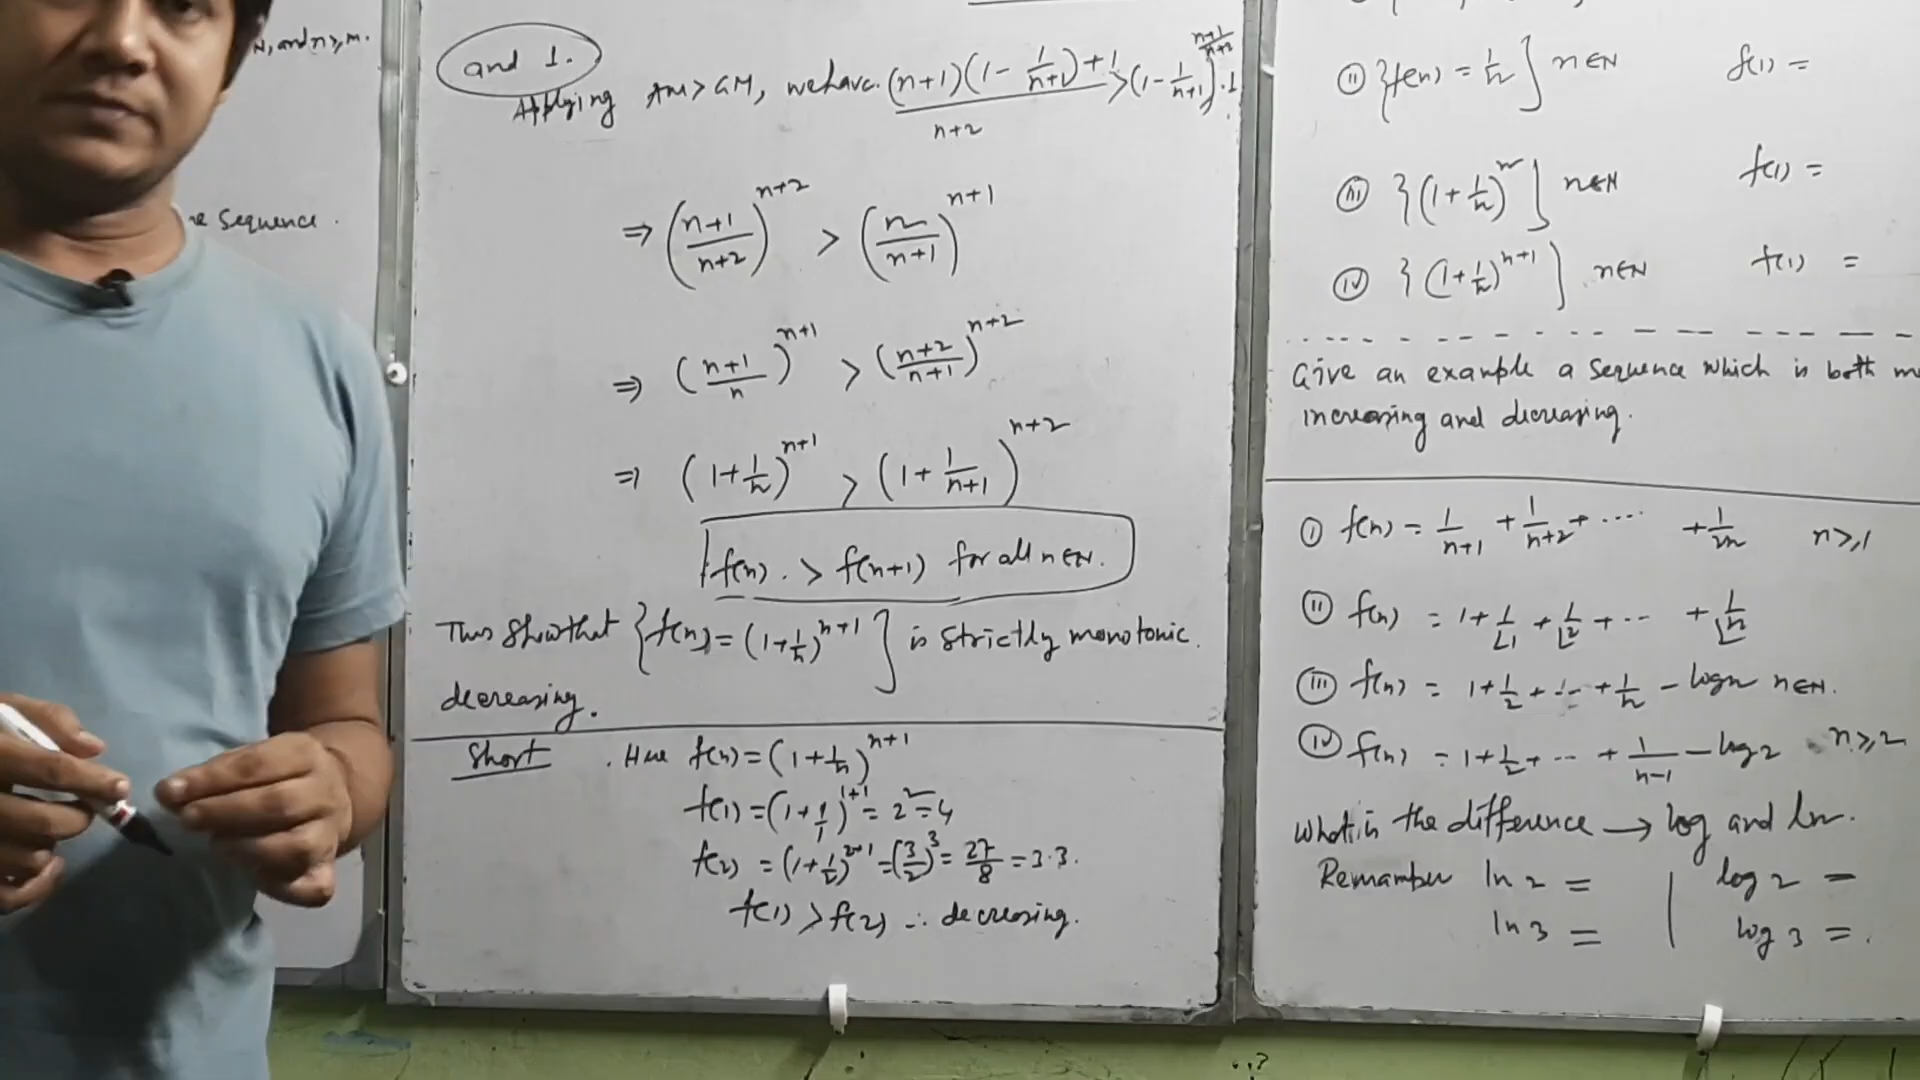 N, and n ≥ m.
Sequence.
and 1.
Applying AM > GM, we have. ((n+1)(1 - 1/(n+1)) + 1)/(n+2) > {(1 - 1/(n+1))}^((n+1)/(n+2)) · 1
⇒ ((n+1)/(n+2))^(n+2) > (n/(n+1))^(n+1)
⇒ ((n+1)/n)^(n+1) > ((n+2)/(n+1))^(n+2)
⇒ (1 + 1/n)^(n+1) > (1 + 1/(n+1))^(n+2)
f(n) . > f(n+1) for all n ∈ N.
Thus Show that {f(n) = (1 + 1/n)^(n+1)} is strictly monotonic
decreasing.
Short . Here f(n) = (1 + 1/n)^(n+1)
f(1) = (1 + 1/1)^(1+1) = 2^2 = 4
f(2) = (1 + 1/2)^(2+1) = (3/2)^3 = 27/8 = 3.3.
f(1) > f(2) ∴ decreasing.
(ii) {f(n) = 1/n} n ∈ N f(1) =
(iii) {(1 + 1/n)^n} n ∈ N f(1) =
(iv) {(1 + 1/n)^(n+1)} n ∈ N f(1) =
Give an example a sequence which is both
increasing and decreasing.
(i) f(n) = 1/(n+1) + 1/(n+2) + .... + 1/2n n ≥ 1
(ii) f(n) = 1 + 1/∟1 + 1/∟2 + ... + 1/∟n
(iii) f(n) = 1 + 1/2 + ... + 1/n - log n n ∈ N.
(iv) f(n) = 1 + 1/2 + ... + 1/(n-1) - log 2 n ≥ 2
What is the difference → log and ln.
Remamber ln 2 = | log 2 =
ln 3 = | log 3 = .